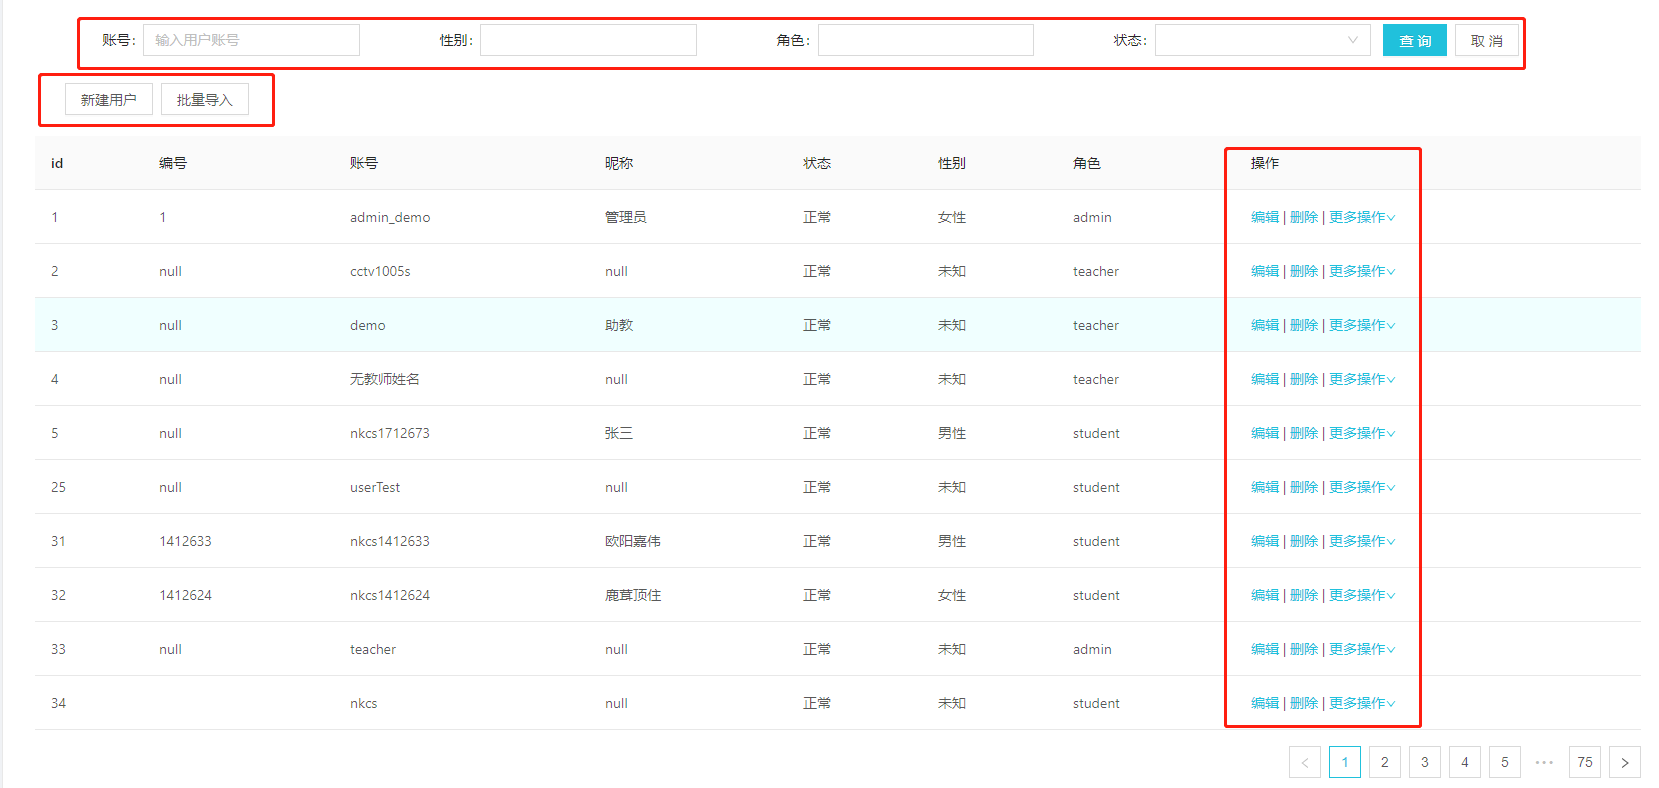 账号: 输入用户账号 性别: 角色: 状态: 查 询 取 消
新建用户 批量导入
id 编号 账号 昵称 状态 性别 角色 操作
1 1 admin_demo 管理员 正常 女性 admin 编辑 | 删除 | 更多操作
2 null cctv1005s null 正常 未知 teacher 编辑 | 删除 | 更多操作
3 null demo 助教 正常 未知 teacher 编辑 | 删除 | 更多操作
4 null 无教师姓名 null 正常 未知 teacher 编辑 | 删除 | 更多操作
5 null nkcs1712673 张三 正常 男性 student 编辑 | 删除 | 更多操作
25 null userTest null 正常 未知 student 编辑 | 删除 | 更多操作
31 1412633 nkcs1412633 欧阳嘉伟 正常 男性 student 编辑 | 删除 | 更多操作
32 1412624 nkcs1412624 鹿茸顶住 正常 女性 student 编辑 | 删除 | 更多操作
33 null teacher null 正常 未知 admin 编辑 | 删除 | 更多操作
34 nkcs null 正常 未知 student 编辑 | 删除 | 更多操作
< 1 2 3 4 5 ••• 75 >